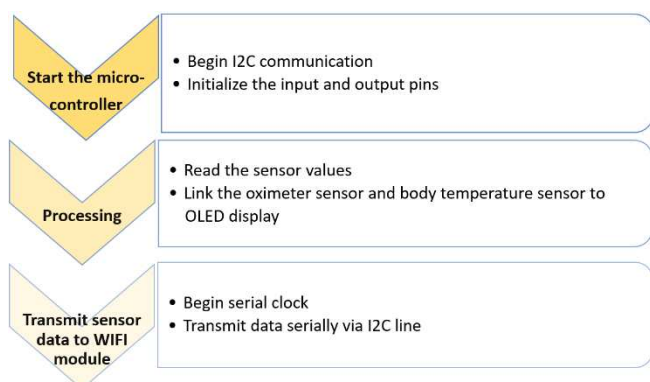 Start the micro-
controller
• Begin I2C communication
• Initialize the input and output pins
Processing
• Read the sensor values
• Link the oximeter sensor and body temperature sensor to
OLED display
Transmit sensor
data to WIFI
module
• Begin serial clock
• Transmit data serially via I2C line